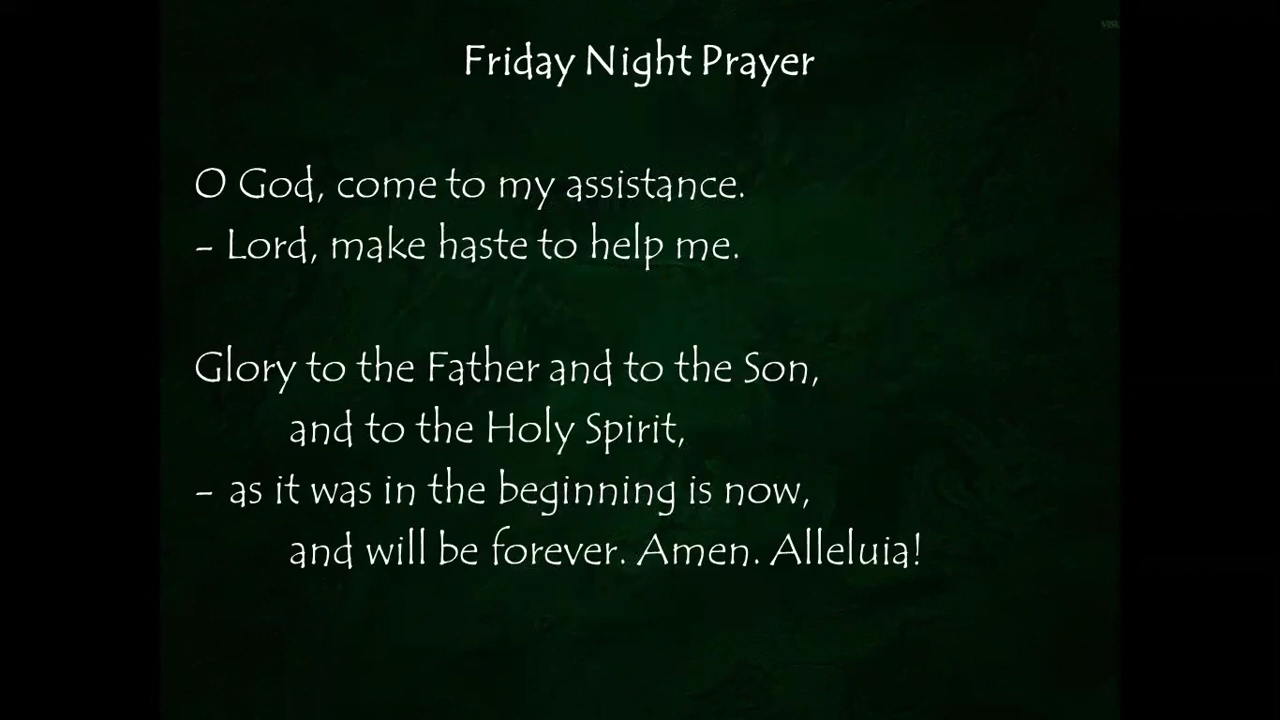 Friday Night Prayer
O God, come to my assistance.
- Lord, make haste to help me.
Glory to the Father and to the Son,
and to the Holy Spirit,
- as it was in the beginning is now,
and will be forever. Amen. Alleluia!